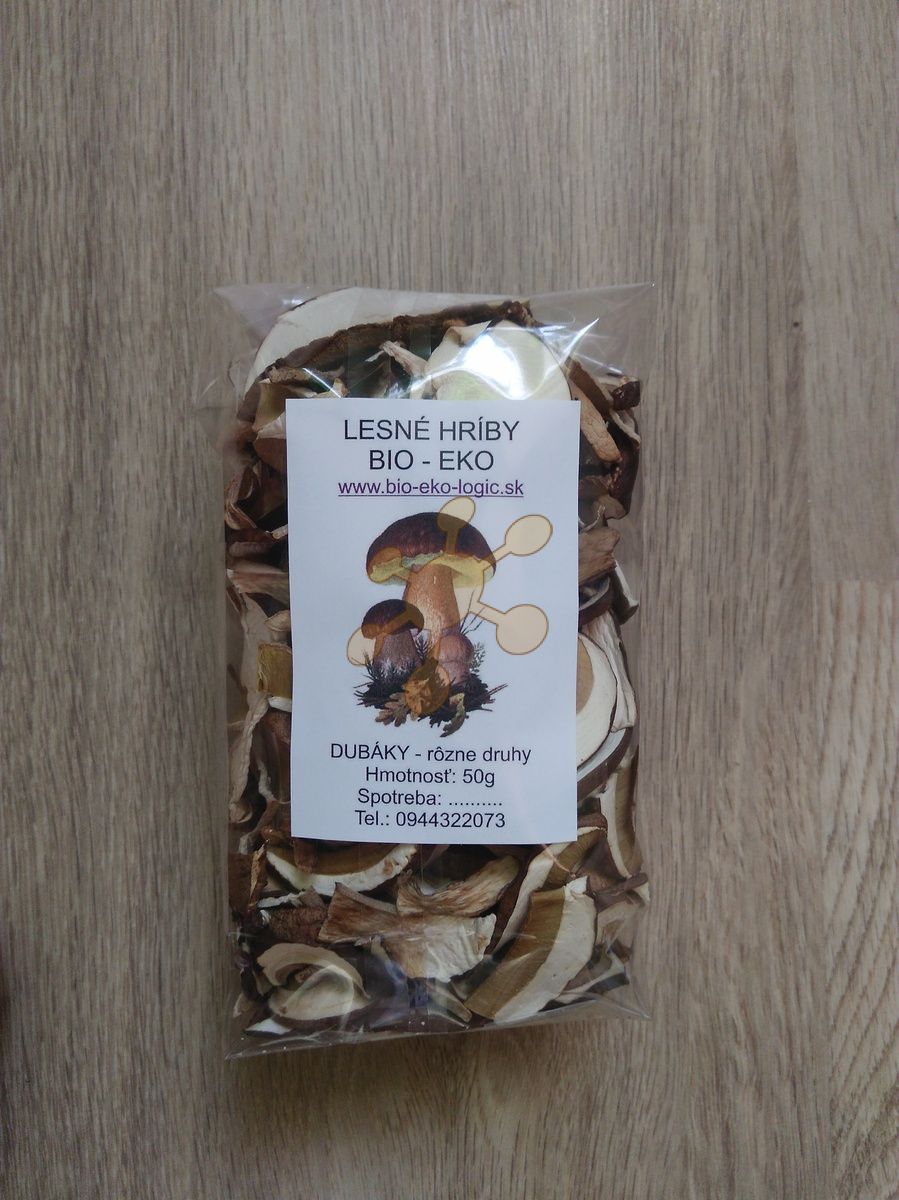 LESNÉ HRÍBY
BIO - EKO
www.bio-eko-logic.sk
DUBÁKY - rôzne druhy
Hmotnosť: 50g
Spotreba: ..........
Tel.: 0944322073